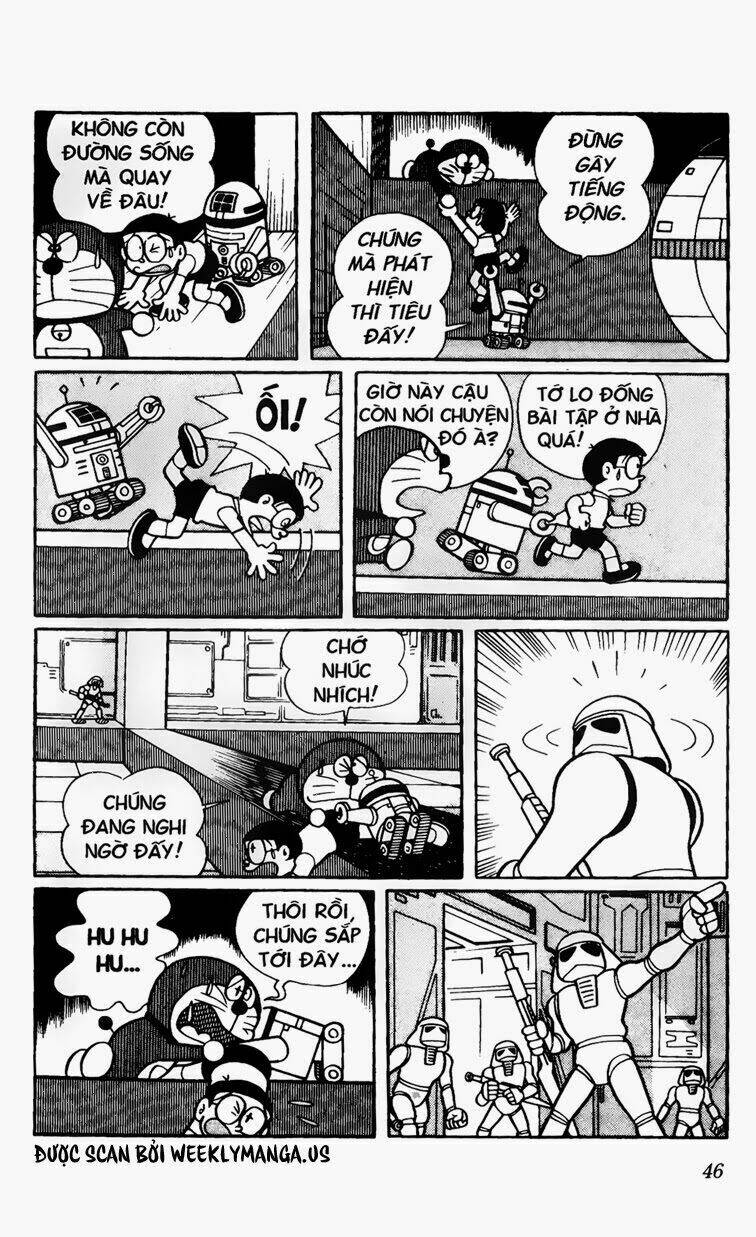 KHÔNG CÒN
ĐƯỜNG SỐNG
MÀ QUAY
VỀ ĐÂU!
ĐỪNG
GÂY
TIẾNG
ĐỘNG.
CHÚNG
MÀ PHÁT
HIỆN
THÌ TIÊU
ĐẤY!
ỐI!
GIỜ NÀY CẬU
CÒN NÓI CHUYỆN
ĐÓ À?
TỚ LO ĐỐNG
BÀI TẬP Ở NHÀ
QUÁ!
CHỚ
NHÚC
NHÍCH!
CHÚNG
ĐANG NGHI
NGỜ ĐẤY!
HU HU
HU...
THÔI RỒI,
CHÚNG SẮP
TỚI ĐÂY...
ĐƯỢC SCAN BỞI WEEKLYMANGA.US
46